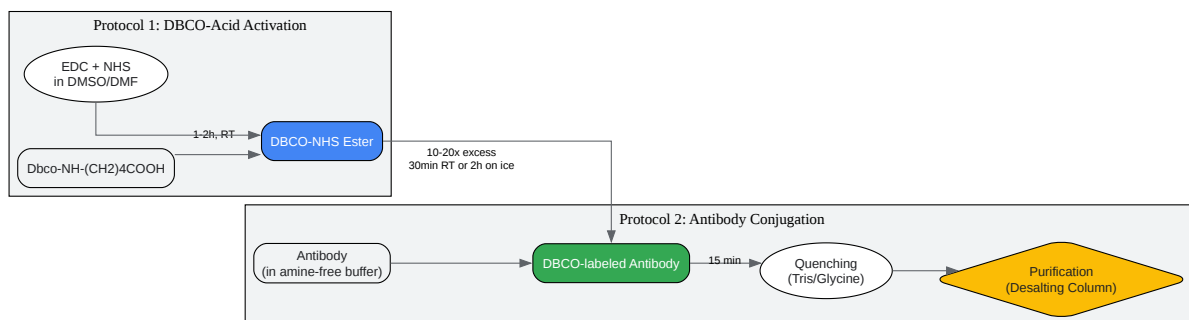 Protocol 1: DBCO-Acid Activation
EDC + NHS
in DMSO/DMF
1-2h, RT
DBCO-NHS Ester
Dbco-NH-(CH2)4COOH
10-20x excess
30min RT or 2h on ice
Protocol 2: Antibody Conjugation
Antibody
(in amine-free buffer)
DBCO-labeled Antibody
15 min
Quenching
(Tris/Glycine)
Purification
(Desalting Column)